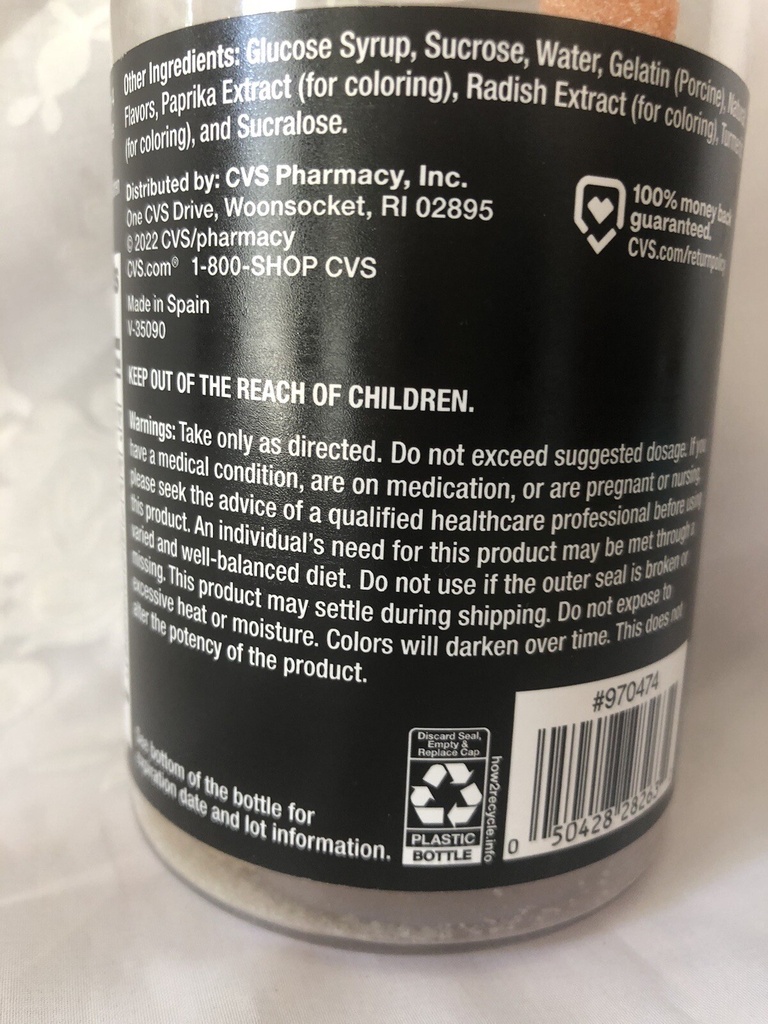 Other Ingredients: Glucose Syrup, Sucrose, Water, Gelatin (Porcine),
Flavors, Paprika Extract (for coloring), Radish Extract (for coloring),
(for coloring), and Sucralose.
Distributed by: CVS Pharmacy, Inc.
One CVS Drive, Woonsocket, RI 02895
© 2022 CVS/pharmacy
CVS.com® 1-800-SHOP CVS
100% money back
guaranteed.
CVS.com/returnpolicy
Made in Spain
V-35090
KEEP OUT OF THE REACH OF CHILDREN.
Warnings: Take only as directed. Do not exceed suggested dosage. If you
have a medical condition, are on medication, or are pregnant or nursing,
please seek the advice of a qualified healthcare professional before using
this product. An individual's need for this product may be met through a
varied and well-balanced diet. Do not use if the outer seal is broken or
missing. This product may settle during shipping. Do not expose to
excessive heat or moisture. Colors will darken over time. This does not
alter the potency of the product.
See bottom of the bottle for
expiration date and lot information.
Discard Seal,
Empty &
Replace Cap
PLASTIC
BOTTLE
how2recycle.info
#970474
0 50428 28263